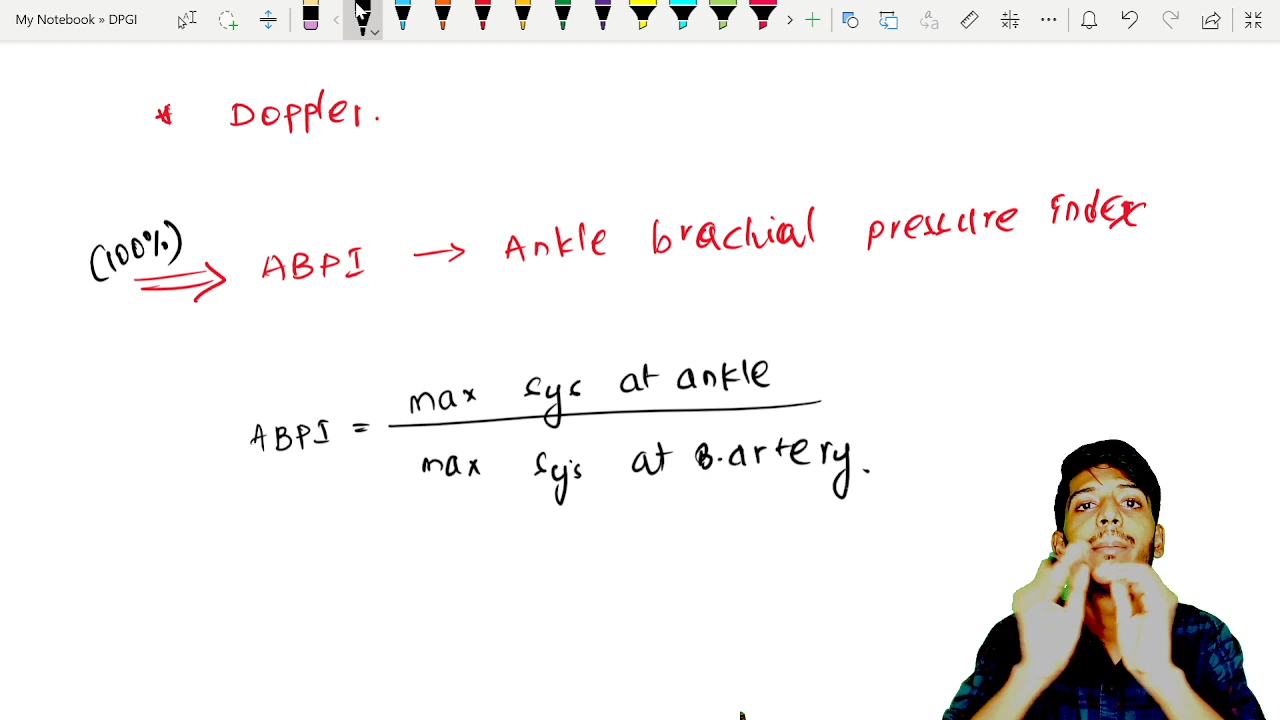 My Notebook » DPGI
* Doppler.
(100%) ⇒ ABPI → Ankle brachial pressure index
ABPI = max sys at ankle
max sys at B.artery.